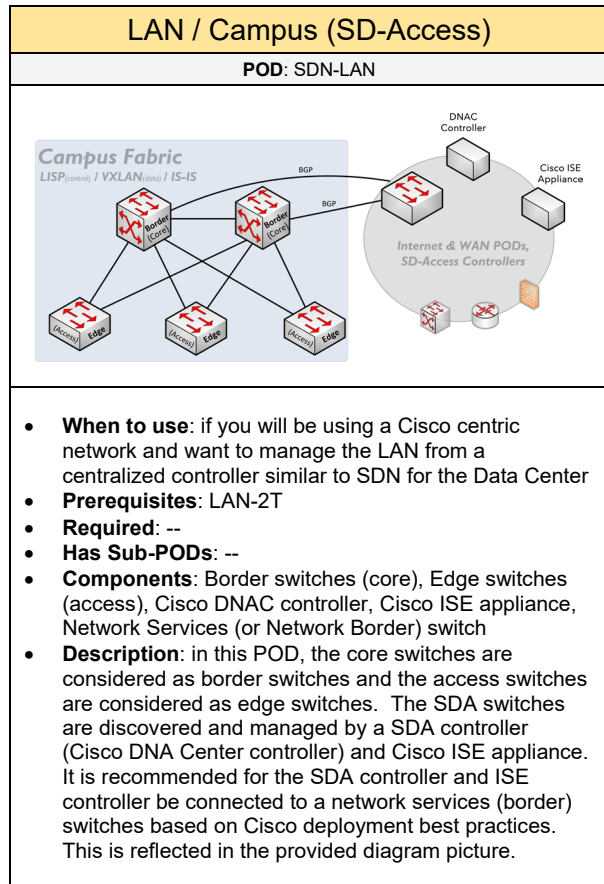 LAN / Campus (SD-Access)
POD: SDN-LAN
DNAC
Controller
Campus Fabric
LISP(control) / VXLAN(data) / IS-IS
BGP
Cisco ISE
Appliance
Border
(Core)
Border
(Core)
BGP
Internet & WAN PODs,
SD-Access Controllers
(Access) Edge
(Access) Edge
(Access) Edge
• When to use: if you will be using a Cisco centric
network and want to manage the LAN from a
centralized controller similar to SDN for the Data Center
• Prerequisites: LAN-2T
• Required: --
• Has Sub-PODs: --
• Components: Border switches (core), Edge switches
(access), Cisco DNAC controller, Cisco ISE appliance,
Network Services (or Network Border) switch
• Description: in this POD, the core switches are
considered as border switches and the access switches
are considered as edge switches.  The SDA switches
are discovered and managed by a SDA controller
(Cisco DNA Center controller) and Cisco ISE appliance.
It is recommended for the SDA controller and ISE
controller be connected to a network services (border)
switches based on Cisco deployment best practices.
This is reflected in the provided diagram picture.